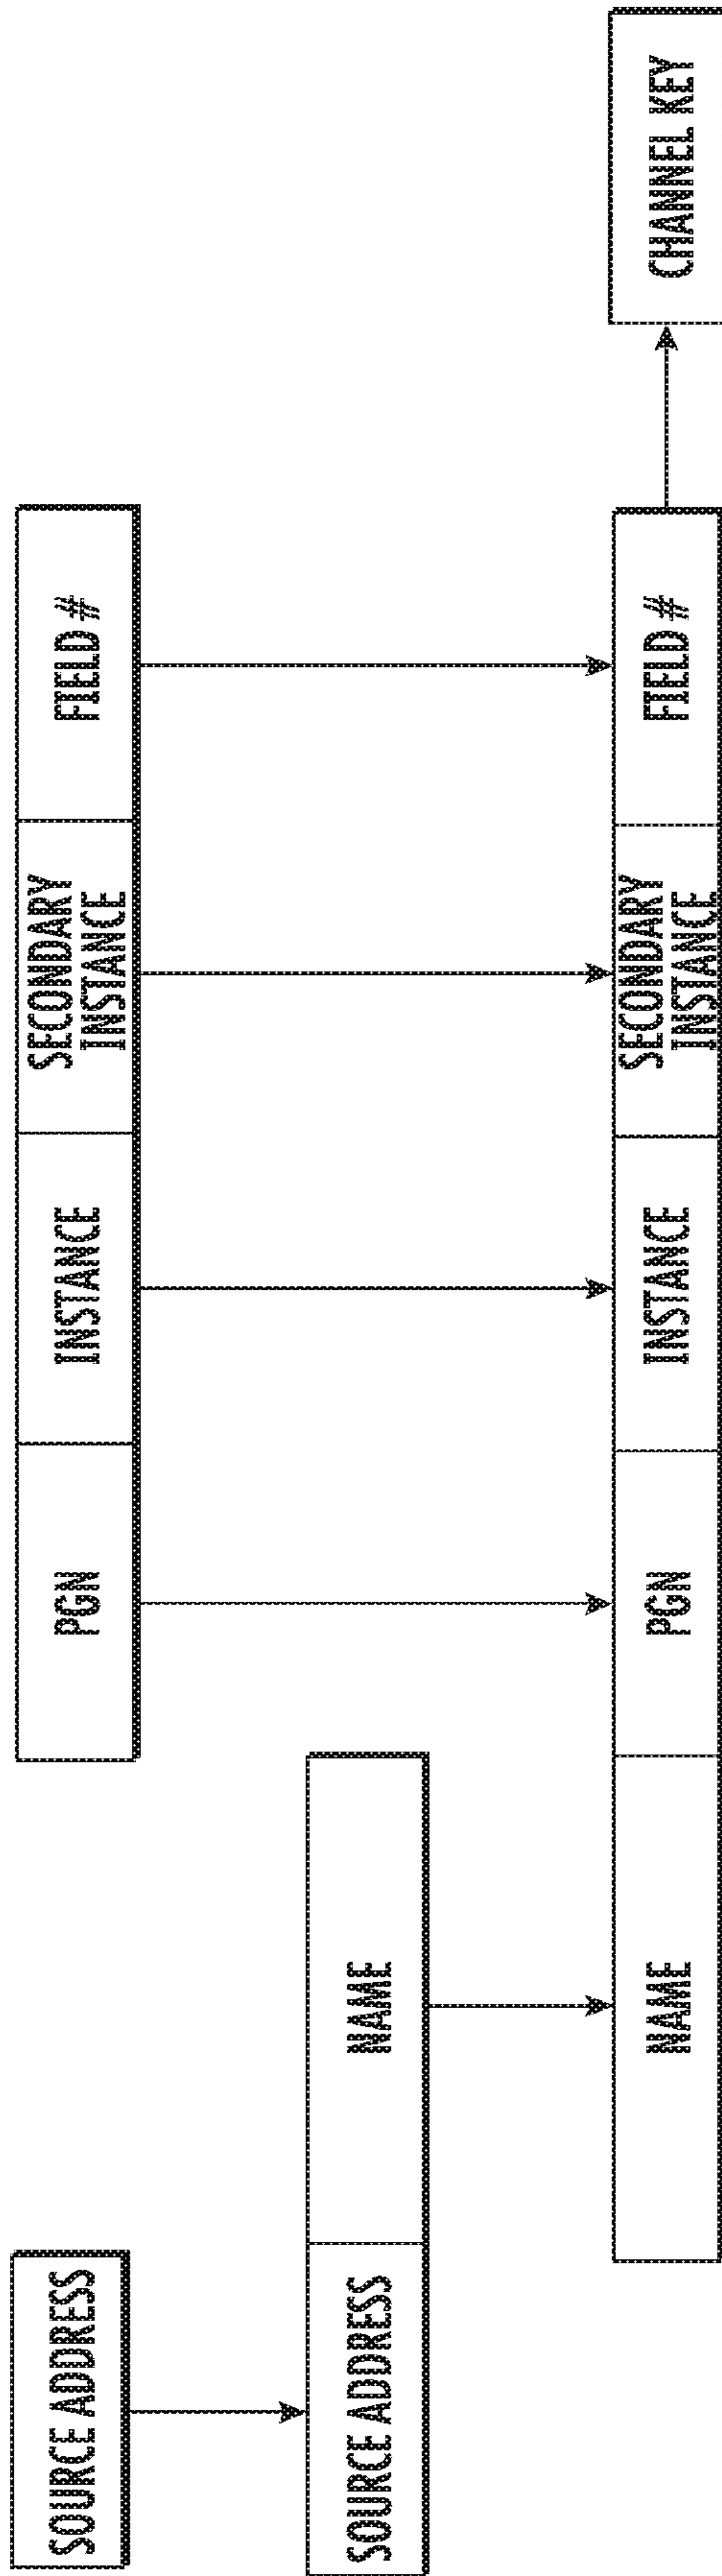 SOURCE ADDRESS
PGN
INSTANCE
SECONDARY
INSTANCE
FIELD #
SOURCE ADDRESS
NAME
NAME
PGN
INSTANCE
SECONDARY
INSTANCE
FIELD #
CHANNEL KEY